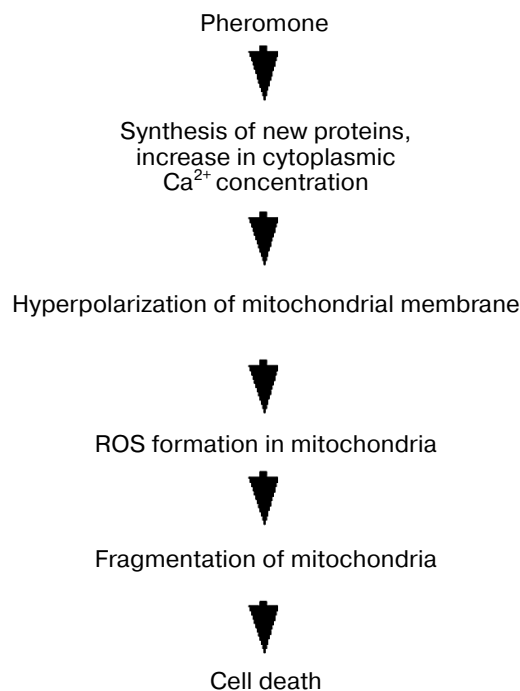 Pheromone
Synthesis of new proteins,
increase in cytoplasmic
Ca²⁺ concentration
Hyperpolarization of mitochondrial membrane
ROS formation in mitochondria
Fragmentation of mitochondria
Cell death